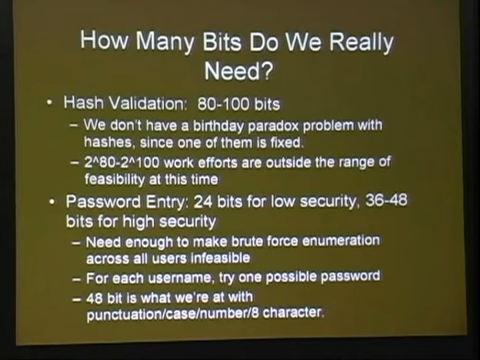 How Many Bits Do We Really
Need?
• Hash Validation: 80-100 bits
– We don't have a birthday paradox problem with
hashes, since one of them is fixed.
– 2^80-2^100 work efforts are outside the range of
feasibility at this time
• Password Entry: 24 bits for low security, 36-48
bits for high security
– Need enough to make brute force enumeration
across all users infeasible
– For each username, try one possible password
– 48 bit is what we're at with
punctuation/case/number/8 character.